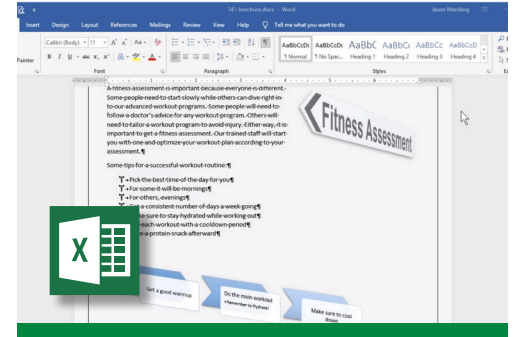 147-brochure.docx - Word
Jason Manibog
Insert Design Layout References Mailings Review View Help Tell me what you want to do
Painter
Calibri (Body) 11 A A Aa
B I U abc x, x² A A
Font
Paragraph
AaBbCcDc AaBbCcDc AaBbC AaBbCc AaBbCc AaBbCcD
¶ Normal ¶ No Spac... Heading 1 Heading 2 Heading 3 Heading 4
Styles
A-fitness-assessment-is-important-because-everyone-is-different.
Some-people-need-to-start-slowly-while-others-can-dive-right-in-
to-our-advanced-workout-programs.-Some-people-will-need-to-
follow-a-doctor's-advice-for-any-workout-program.-Others-will-
need-to-tailor-a-workout-program-to-avoid-injury.-Either-way,-it-is-
important-to-get-a-fitness-assessment.-Our-trained-staff-will-start-
you-with-one-and-optimize-your-workout-plan-according-to-your-
assessment.¶
Fitness Assessment
Some-tips-for-a-successful-workout-routine:¶
Pick-the-best-time-of-the-day-for-you¶
For-some-it-will-be-mornings¶
For-others,-evenings¶
Get-a-consistent-number-of-days-a-week-going¶
sure-to-stay-hydrated-while-working-out¶
each-workout-with-a-cooldown-period¶
a-protein-snack-afterward¶
X
Get a good warmup
Do the main workout
•Remember to Hydrate!
Make sure to cool
down